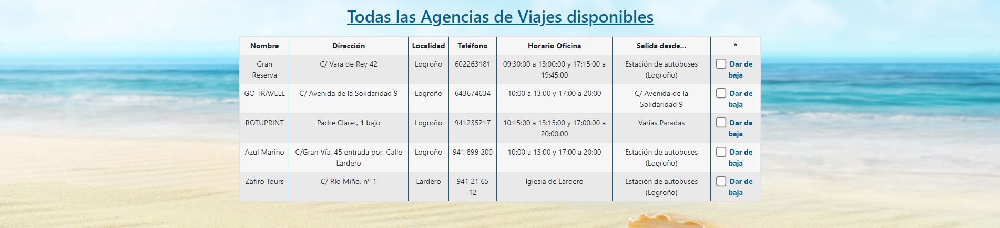 Todas las Agencias de Viajes disponibles
Nombre Dirección Localidad Teléfono Horario Oficina Salida desde... *
Gran Reserva C/ Vara de Rey 42 Logroño 602263181 09:30:00 a 13:00:00 y 17:15:00 a 19:45:00 Estación de autobuses (Logroño) Dar de baja
GO TRAVELL C/ Avenida de la Solidaridad 9 Logroño 643674634 10:00 a 13:00 y 17:00 a 20:00 C/ Avenida de la Solidaridad 9 Dar de baja
ROTUPRINT Padre Claret, 1 bajo Logroño 941235217 10:15:00 a 13:15:00 y 17:00:00 a 20:00:00 Varias Paradas Dar de baja
Azul Marino C/Gran Vía, 45 entrada por, Calle Lardero Logroño 941 899 200 10:00 a 13:00 y 17:00 a 20:00 Estación de autobuses (Logroño) Dar de baja
Zafiro Tours C/ Río Miño, nº 1 Lardero 941 21 65 12 Iglesia de Lardero Estación de autobuses (Logroño) Dar de baja